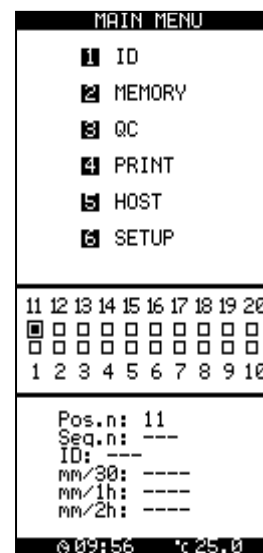 MAIN MENU
1 ID
2 MEMORY
3 QC
4 PRINT
5 HOST
6 SETUP
11 12 13 14 15 16 17 18 19 20
1 2 3 4 5 6 7 8 9 10
Pos.n: 11
Seq.n: ---
ID: ---
mm/30: ----
mm/1h: ----
mm/2h: ----
09:56 °C 25.0